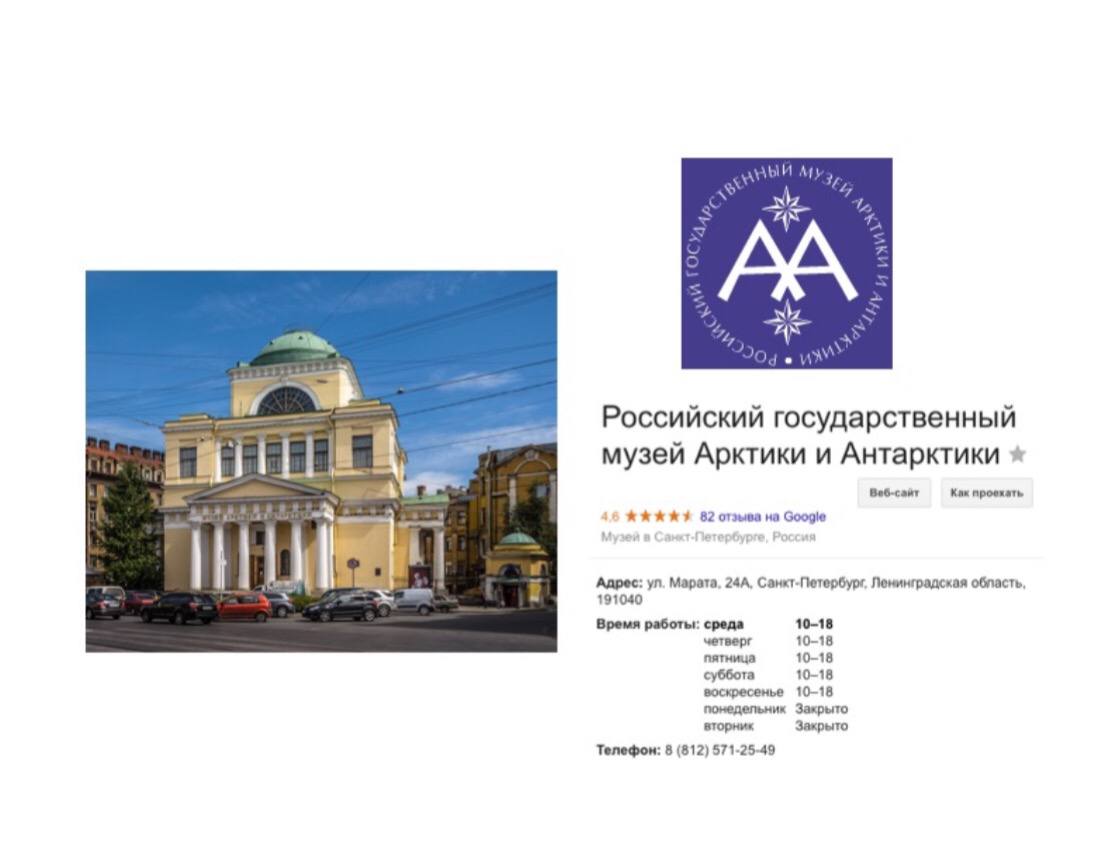 РОССИЙСКИЙ ГОСУДАРСТВЕННЫЙ МУЗЕЙ АРКТИКИ И АНТАРКТИКИ •
АА
Российский государственный
музей Арктики и Антарктики
Веб-сайт Как проехать
4,6 82 отзыва на Google
Музей в Санкт-Петербурге, Россия
Адрес: ул. Марата, 24А, Санкт-Петербург, Ленинградская область,
191040
Время работы: среда 10–18
четверг 10–18
пятница 10–18
суббота 10–18
воскресенье 10–18
понедельник Закрыто
вторник Закрыто
Телефон: 8 (812) 571-25-49